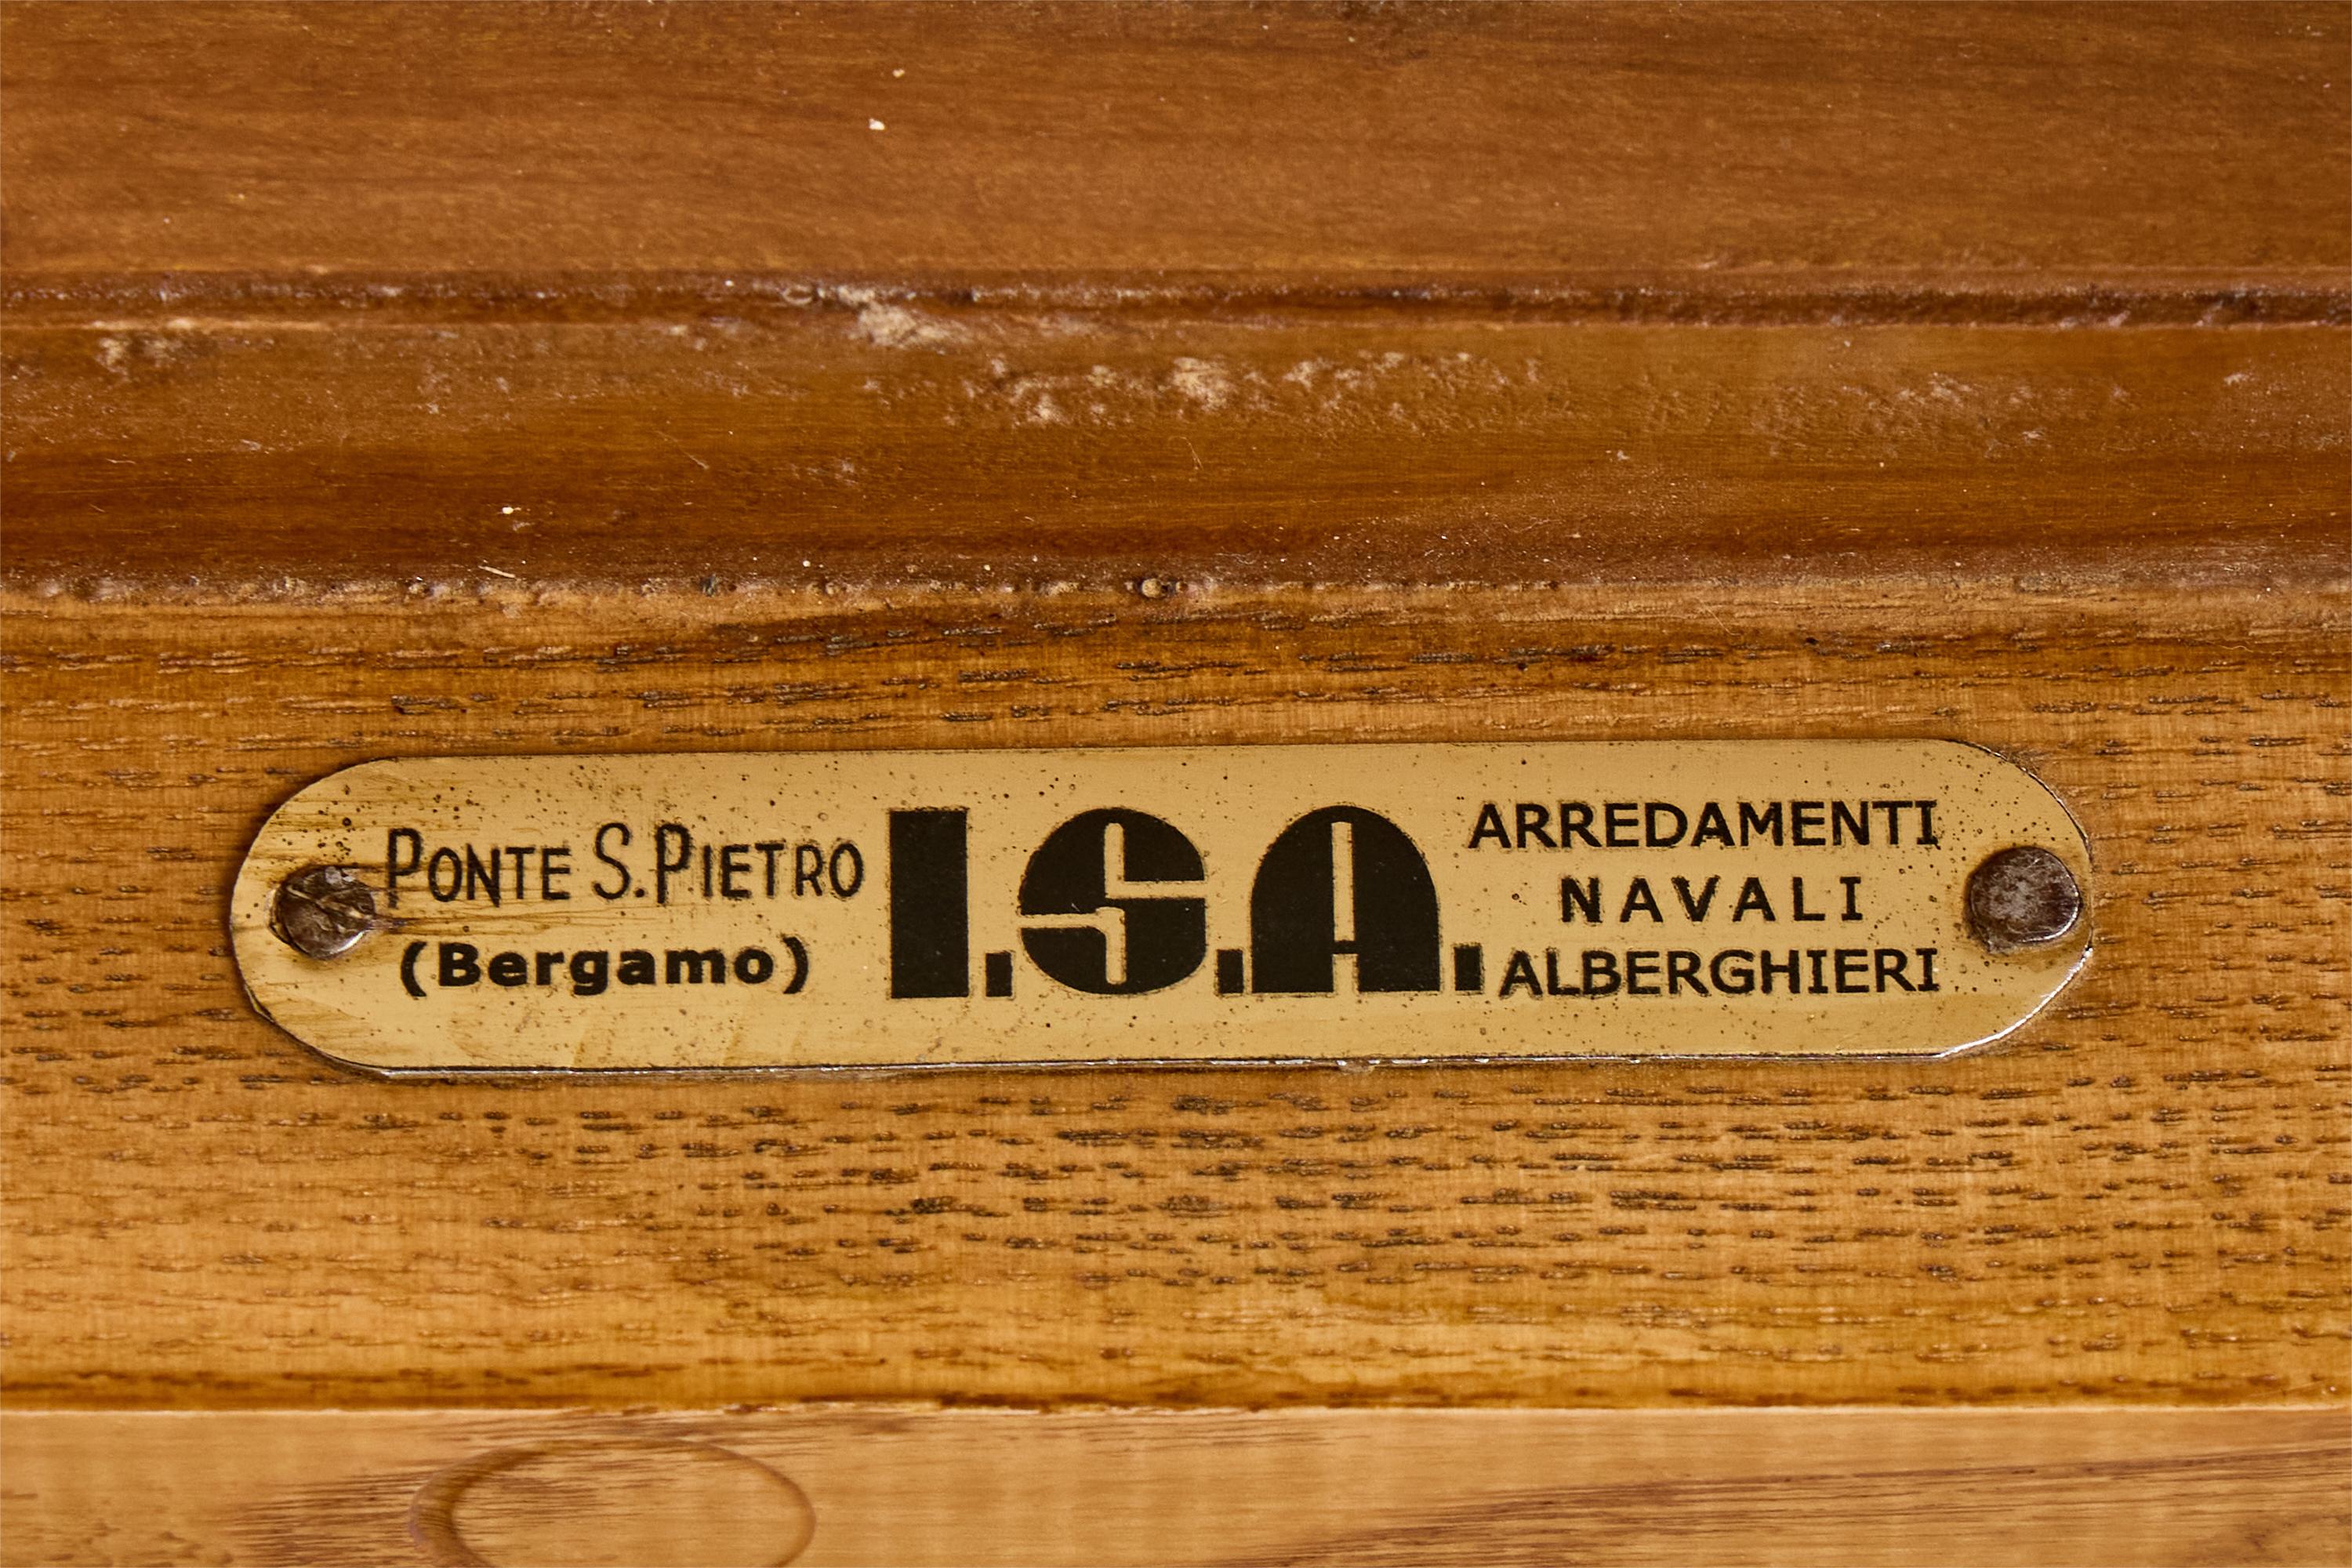 PONTE S. PIETRO
(Bergamo)
I.S.A.
ARREDAMENTI
NAVALI
ALBERGHIERI